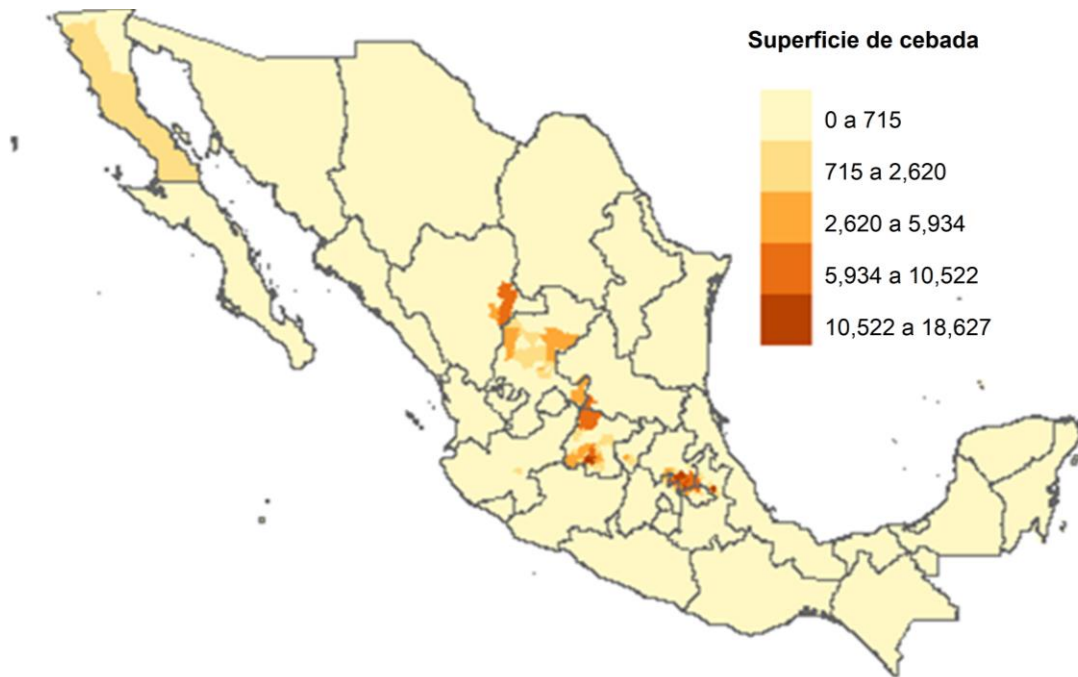 Superficie de cebada
0 a 715
715 a 2,620
2,620 a 5,934
5,934 a 10,522
10,522 a 18,627